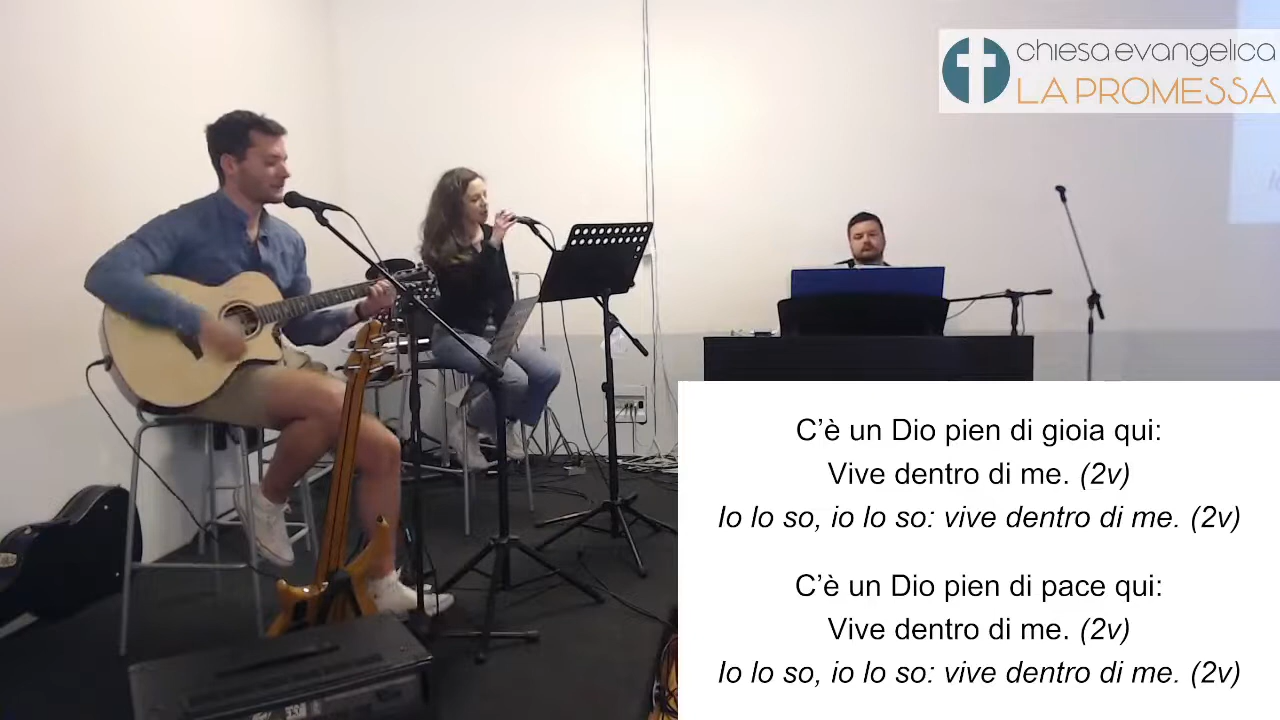 chiesa evangelica
LA PROMESSA
C'è un Dio pien di gioia qui:
Vive dentro di me. (2v)
Io lo so, io lo so: vive dentro di me. (2v)
C'è un Dio pien di pace qui:
Vive dentro di me. (2v)
Io lo so, io lo so: vive dentro di me. (2v)